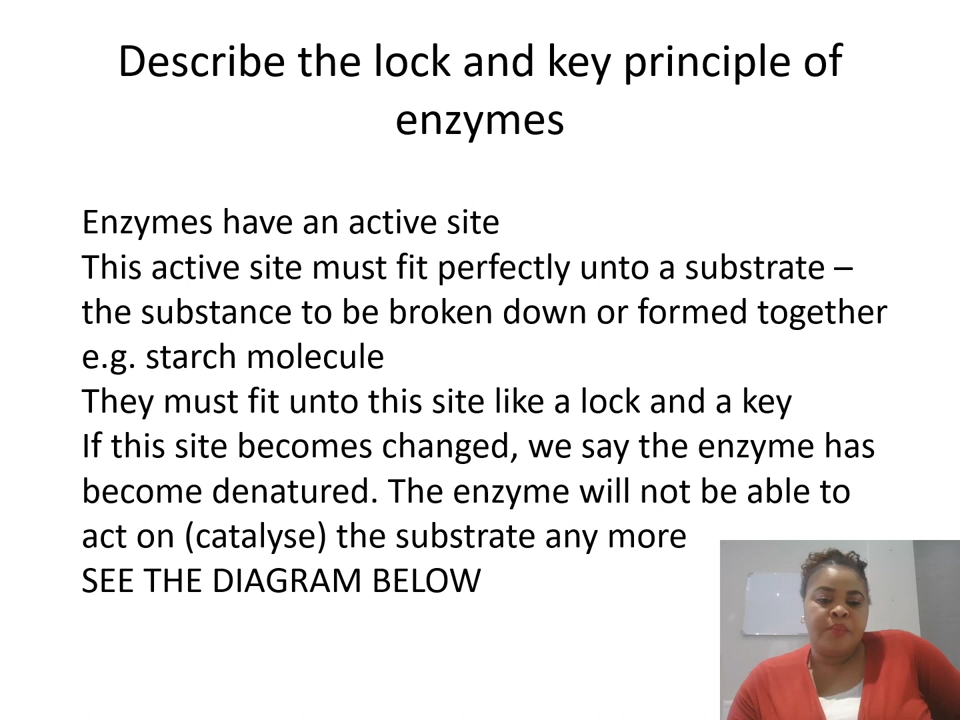 Describe the lock and key principle of
enzymes
Enzymes have an active site
This active site must fit perfectly unto a substrate –
the substance to be broken down or formed together
e.g. starch molecule
They must fit unto this site like a lock and a key
If this site becomes changed, we say the enzyme has
become denatured. The enzyme will not be able to
act on (catalyse) the substrate any more
SEE THE DIAGRAM BELOW